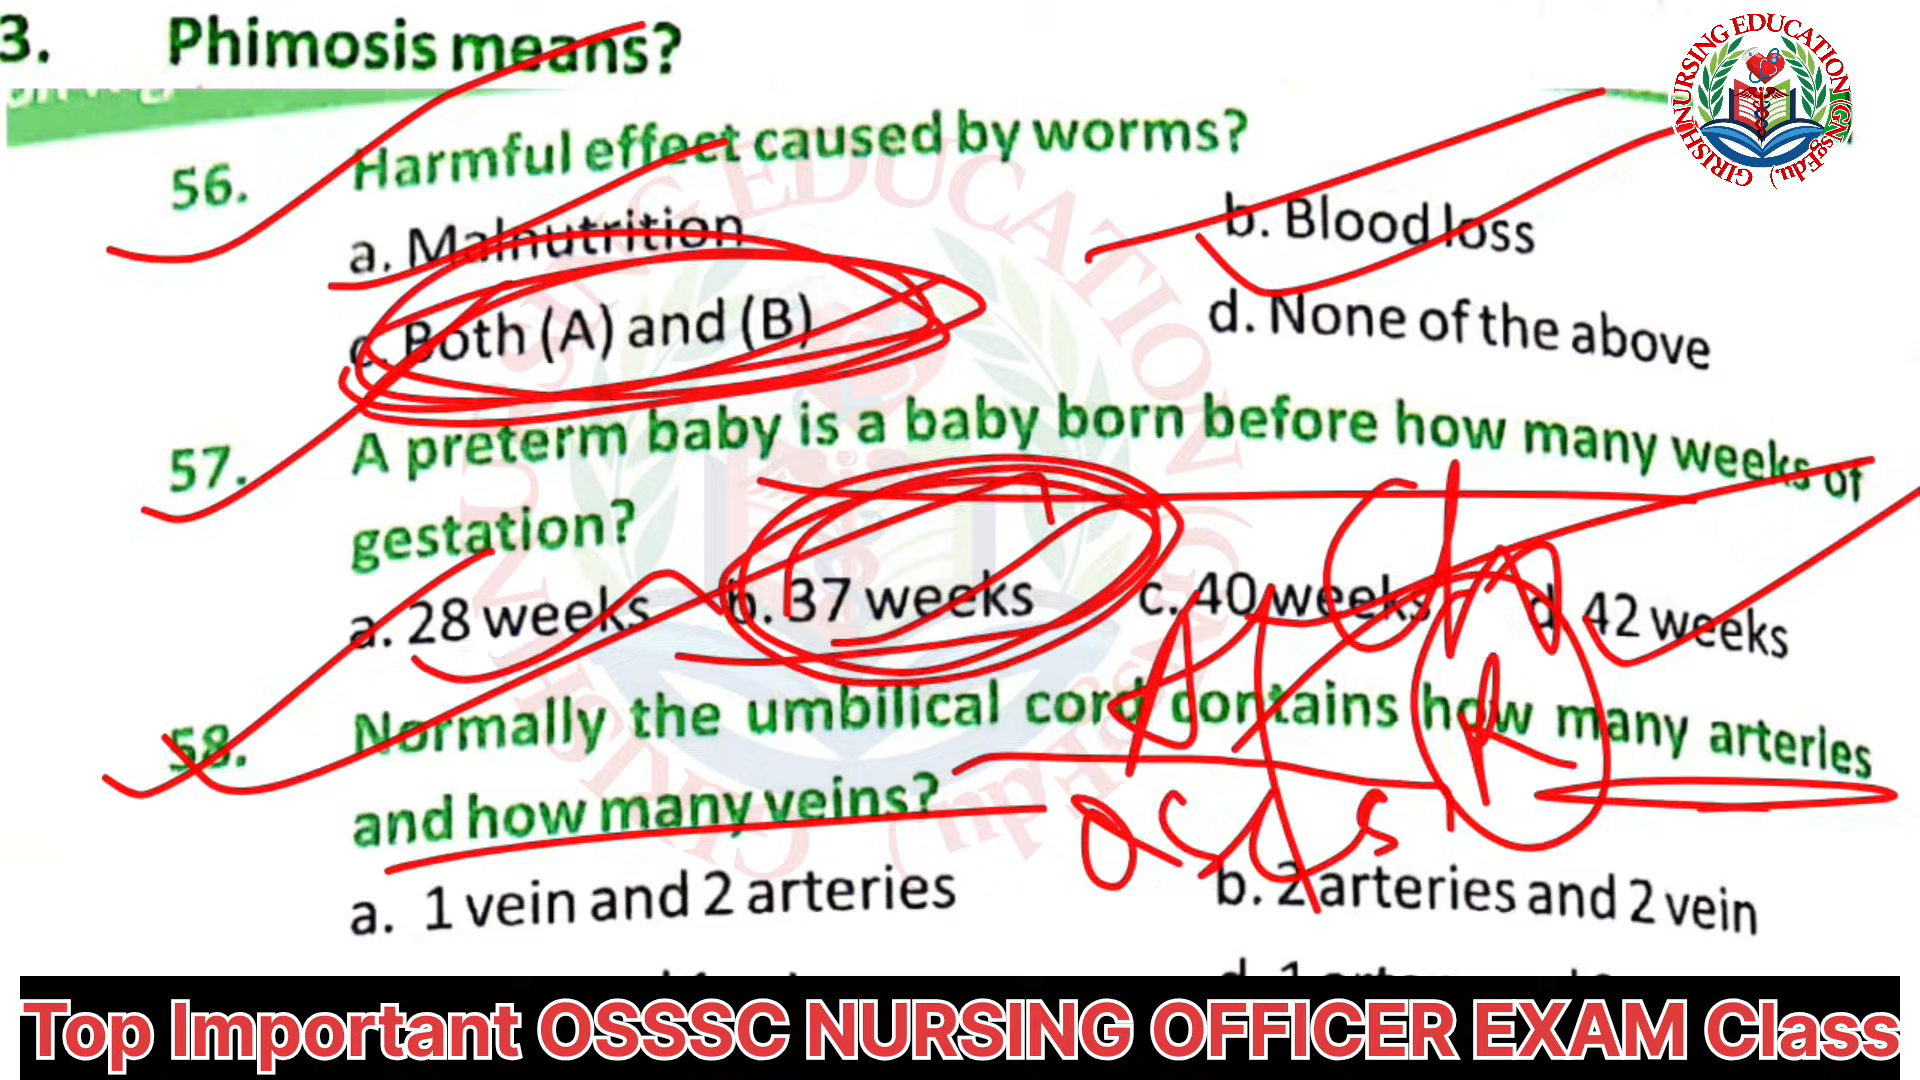 3. Phimosis means?
56. Harmful effect caused by worms?
a. Malnutrition
b. Blood loss
c. Both (A) and (B)
d. None of the above
57. A preterm baby is a baby born before how many weeks of
gestation?
a. 28 weeks b. 37 weeks c. 40 weeks d. 42 weeks
58. Normally the umbilical cord contains how many arteries
and how many veins?
a. 1 vein and 2 arteries
b. 2 arteries and 2 vein
Top Important OSSSC NURSING OFFICER EXAM Class
GIRISH NURSING EDUCATION (GNsgEdu.)